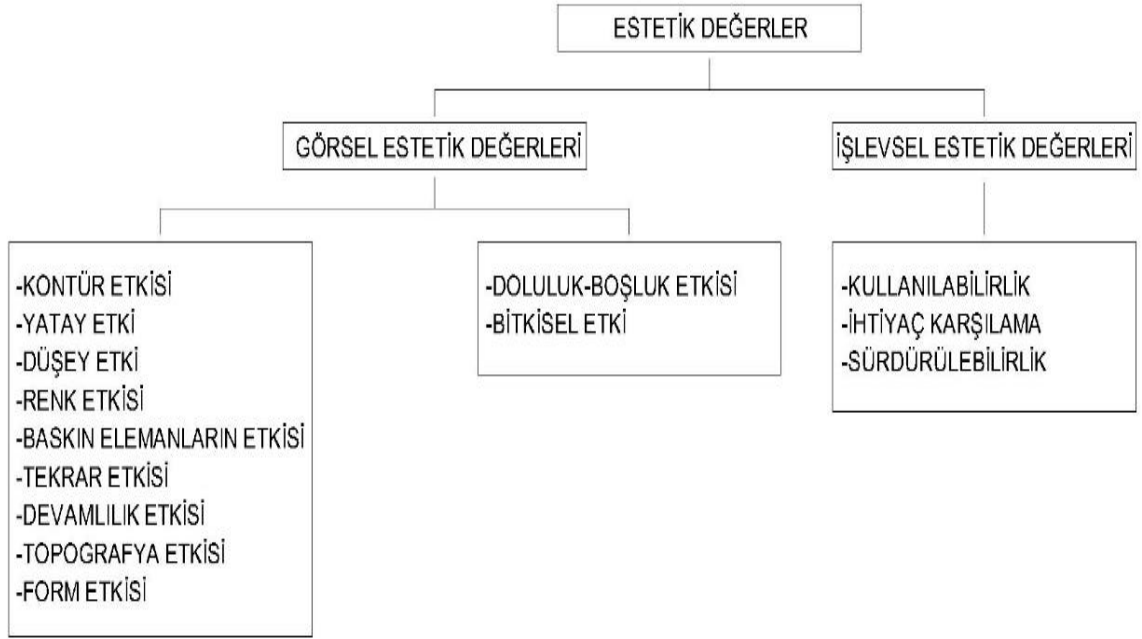 ESTETİK DEĞERLER
GÖRSEL ESTETİK DEĞERLERİ
İŞLEVSEL ESTETİK DEĞERLERİ
-KONTÜR ETKİSİ
-YATAY ETKİ
-DÜŞEY ETKİ
-RENK ETKİSİ
-BASKIN ELEMANLARIN ETKİSİ
-TEKRAR ETKİSİ
-DEVAMLILIK ETKİSİ
-TOPOGRAFYA ETKİSİ
-FORM ETKİSİ
-DOLULUK-BOŞLUK ETKİSİ
-BİTKİSEL ETKİ
-KULLANILABİLİRLİK
-İHTİYAÇ KARŞILAMA
-SÜRDÜRÜLEBİLİRLİK